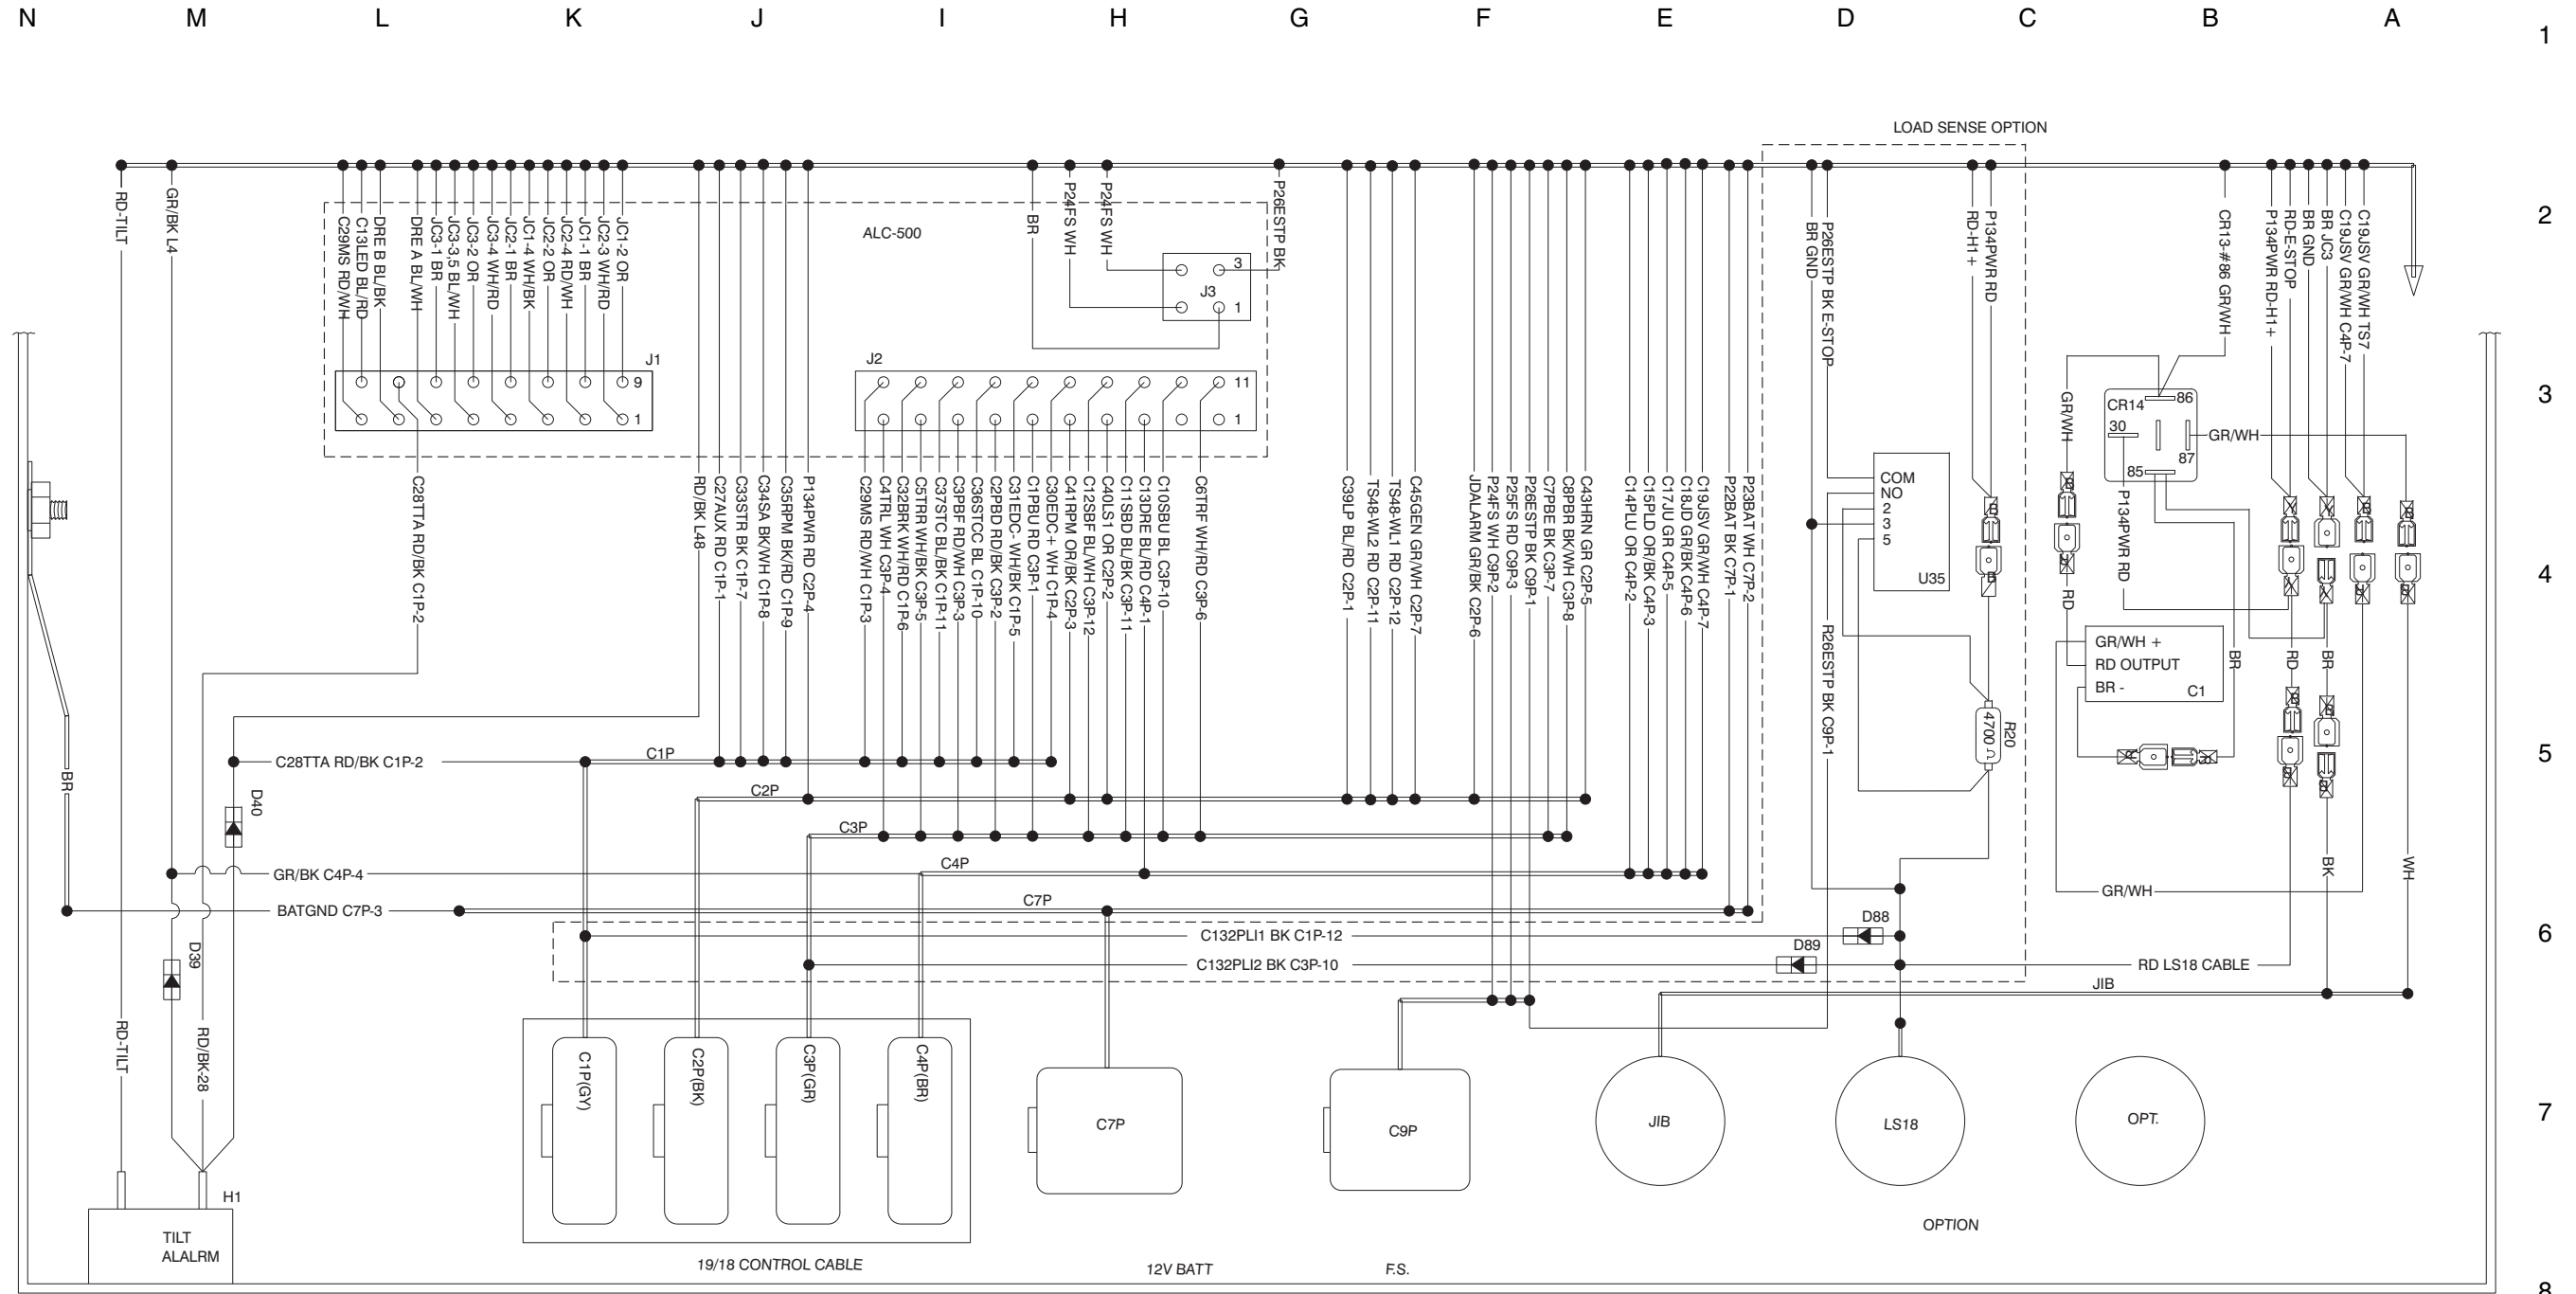 N M L K J I H G F E D C B A
1
2
3
4
5
6
7
8
LOAD SENSE OPTION
RD-TILT
GR/BK L4
C29MS RD/WH
C13LED BL/RD
DRE B BL/BK
DRE A BL/WH
JC3-1 BR
JC3-3,5 BL/WH
JC3-2 OR
JC3-4 WH/RD
JC2-1 BR
JC1-4 WH/BK
JC2-2 OR
JC2-4 RD/WH
JC1-1 BR
JC2-3 WH/RD
JC1-2 OR
ALC-500
BR
P24FS WH
P24FS WH
P26ESTP BK
3
J3
1
BR GND
P26ESTP BK E-STOP
RD-H1+
P134PWR RD
CR13-#86 GR/WH
P134PWR RD-H1+
RD-E-STOP
BR GND
BR JC3
C19JSV GR/WH C4P-7
C19JSV GR/WH TS7
J1
9
1
J2
11
1
CR14
86
30
87
85
GR/WH
GR/WH
C28TTA RD/BK C1P-2
RD/BK L48
C27AUX RD C1P-1
C33STR BK C1P-7
C34SA BK/WH C1P-8
C35RPM BK/RD C1P-9
P134PWR RD C2P-4
C29MS RD/WH C1P-3
C4TRL WH C3P-4
C32BRK WH/RD C1P-6
C5TRR WH/BK C3P-5
C37STC BL/BK C1P-11
C3PBF RD/WH C3P-3
C36STCC BL C1P-10
C2PBD RD/BK C3P-2
C31EDC- WH/BK C1P-5
C1PBU RD C3P-1
C30EDC+ WH C1P-4
C41RPM OR/BK C2P-3
C12SBF BL/WH C3P-12
C40LS1 OR C2P-2
C11SBD BL/BK C3P-11
C13DRE BL/RD C4P-1
C10SBU BL C3P-10
C6TRF WH/RD C3P-6
C39LP BL/RD C2P-1
TS48-WL2 RD C2P-11
TS48-WL1 RD C2P-12
C45GEN GR/WH C2P-7
JDALARM GR/BK C2P-6
P24FS WH C9P-2
P25FS RD C9P-3
P26ESTP BK C9P-1
C7PBE BK C3P-7
C8PBR BK/WH C3P-8
C43HRN GR C2P-5
C14PLU OR C4P-2
C15PLD OR/BK C4P-3
C17JU GR C4P-5
C18JD GR/BK C4P-6
C19JSV GR/WH C4P-7
P22BAT BK C7P-1
P23BAT WH C7P-2
COM
NO
2
3
5
U35
R26ESTP BK C9P-1
P134PWR RD
RD
GR/WH +
RD OUTPUT
BR -
C1
BR
RD
BR
4700 Ω
R20
BR
C28TTA RD/BK C1P-2
C1P
C2P
D40
C3P
GR/BK C4P-4
C4P
BK
WH
GR/WH
BATGND C7P-3
C7P
D39
C132PLI1 BK C1P-12
D88
C132PLI2 BK C3P-10
D89
RD LS18 CABLE
JIB
RD-TILT
RD/BK-28
C1P(GY)
C2P(BK)
C3P(GR)
C4P(BR)
C7P
C9P
JIB
LS18
OPT.
H1
TILT
ALALRM
19/18 CONTROL CABLE
12V BATT
F.S.
OPTION